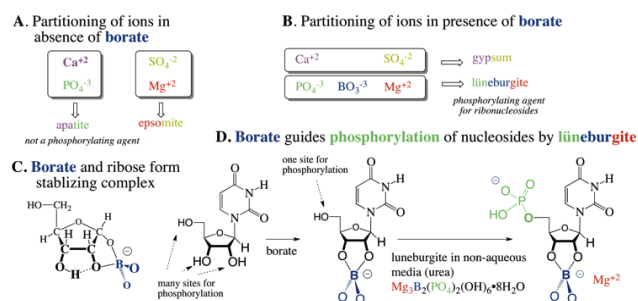 A. Partitioning of ions in
absence of borate
Ca+2
PO4-3
SO4-2
Mg+2
apatite
epsomite
not a phosphorylating agent
B. Partitioning of ions in presence of borate
Ca+2 SO4-2
gypsum
PO4-3 BO3-3 Mg+2
lüneburgite
phosphorylating agent
for ribonucleosides
C. Borate and ribose form
stablizing complex
HO-CH2
O
H
H
H
H
O
O
O
H
O
B
O
O
D. Borate guides phosphorylation of nucleosides by lüneburgite
O
N
H
N
O
HO
O
H
HO
OH
many sites for
phosphorylation
borate
one site for
phosphorylation
O
N
H
N
O
HO
O
H
O
O
B
O
O
luneburgite in non-aqueous
media (urea)
Mg3B2(PO4)2(OH)6•8H2O
O
N
H
N
O
O
P
O
HO
O
O
H
O
O
B
O
O
Mg+2